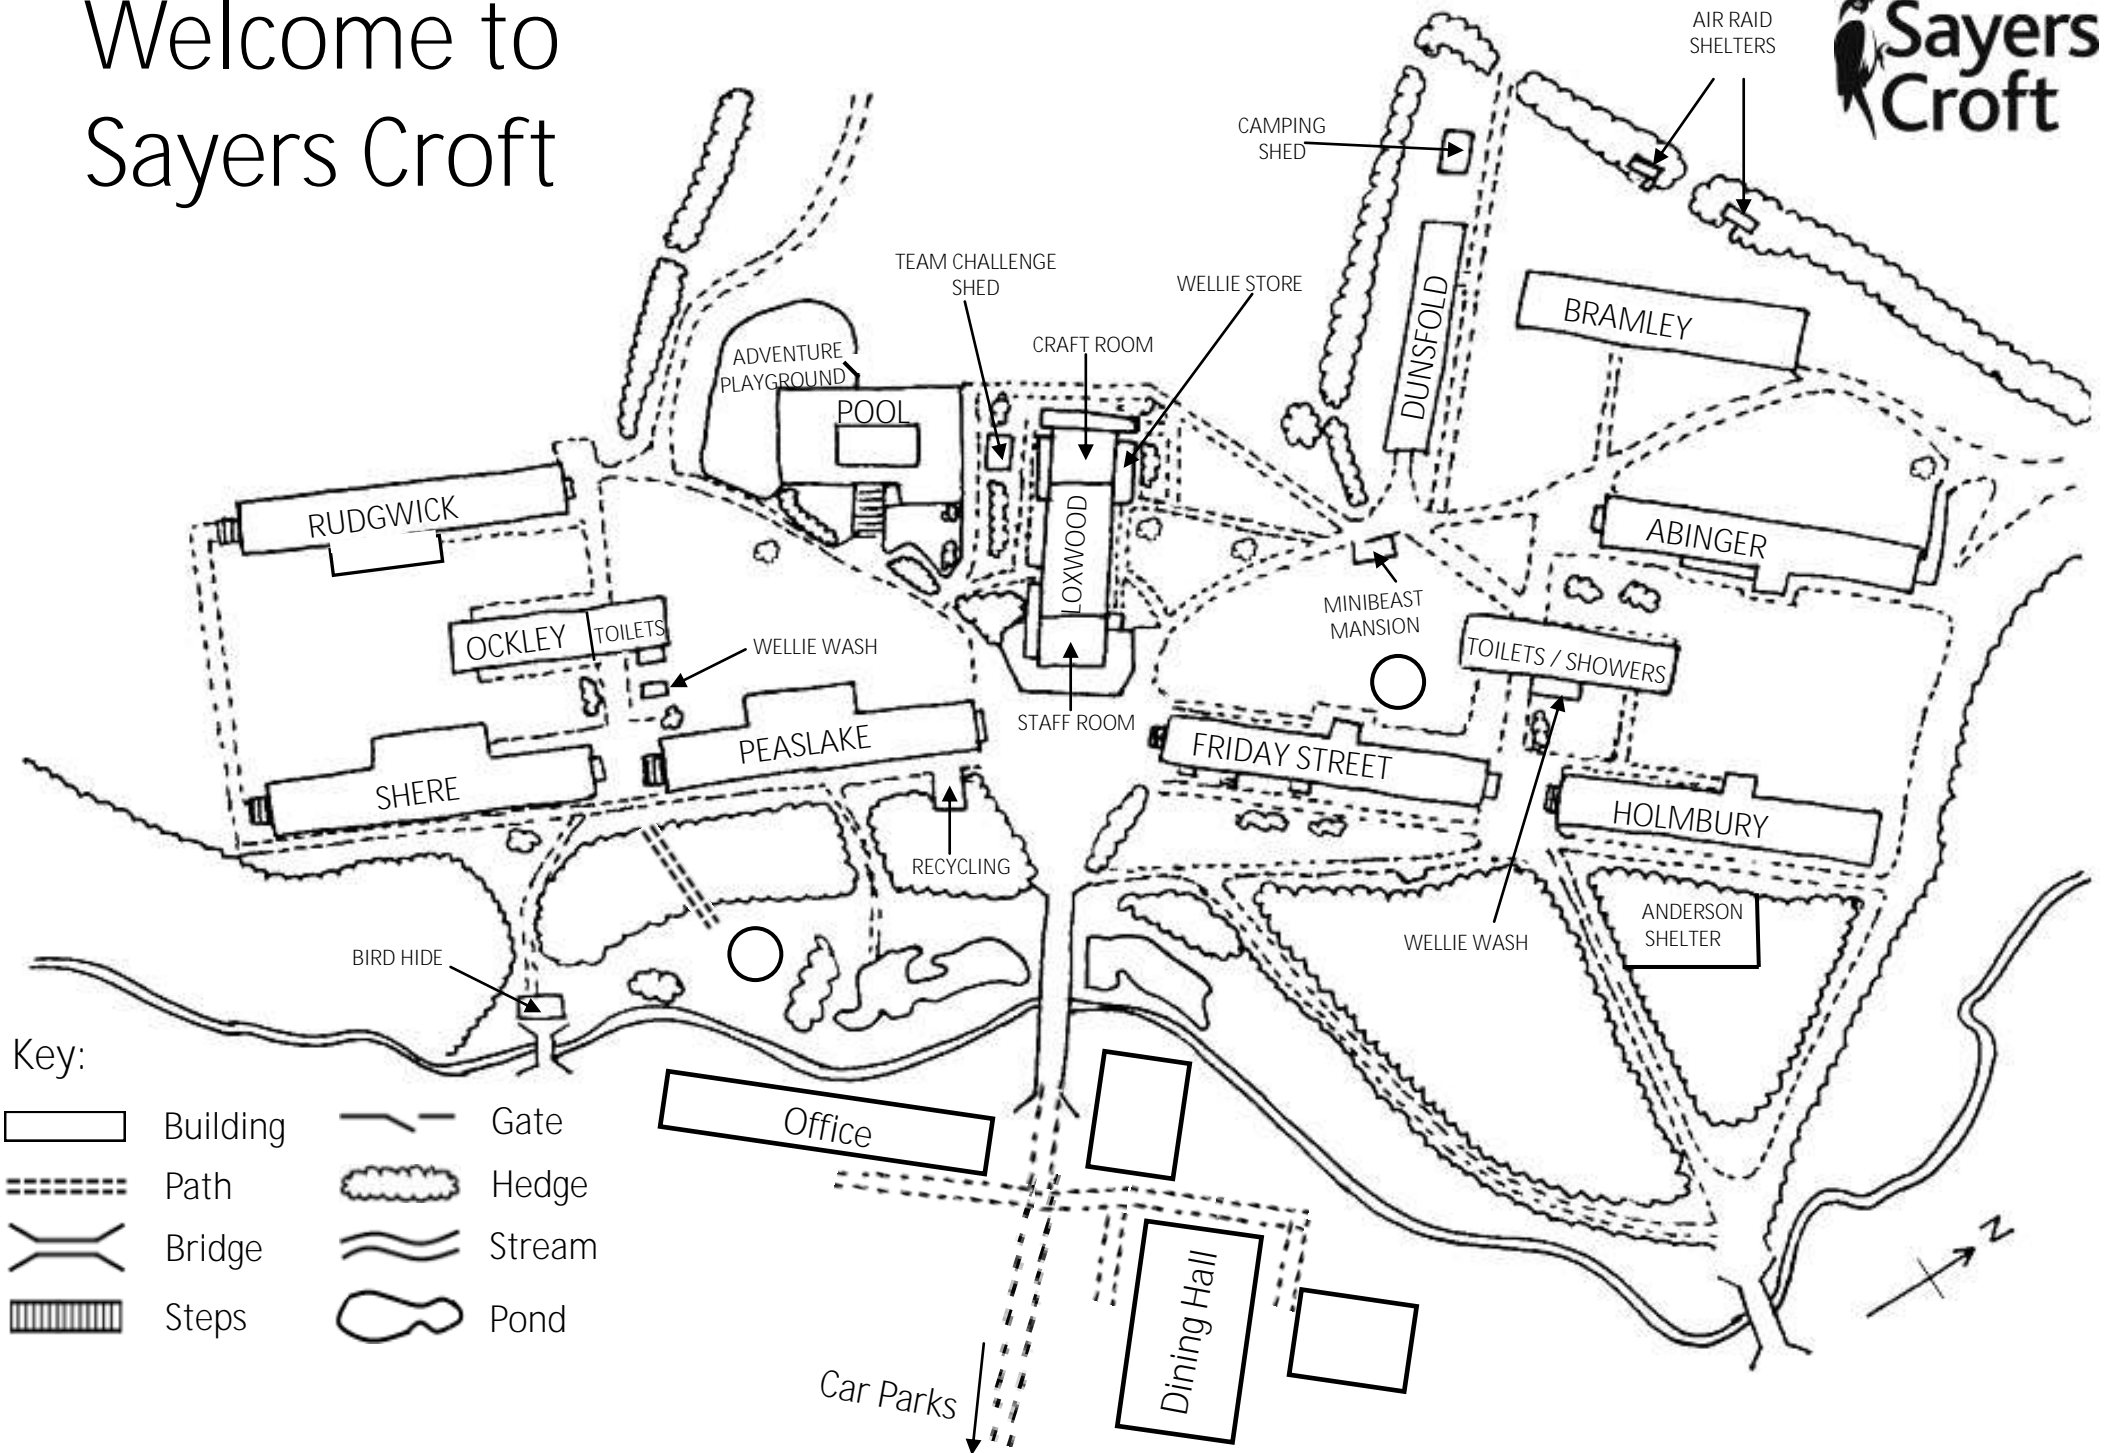 Welcome to
Sayers Croft
Sayers
Croft
AIR RAID
SHELTERS
CAMPING
SHED
TEAM CHALLENGE
SHED
WELLIE STORE
CRAFT ROOM
ADVENTURE
PLAYGROUND
POOL
DUNSFOLD
BRAMLEY
RUDGWICK
LOXWOOD
ABINGER
MINIBEAST
MANSION
OCKLEY
TOILETS
WELLIE WASH
TOILETS / SHOWERS
STAFF ROOM
PEASLAKE
FRIDAY STREET
SHERE
HOLMBURY
RECYCLING
ANDERSON
SHELTER
WELLIE WASH
BIRD HIDE
Key:
Building
Gate
Path
Hedge
Bridge
Stream
Steps
Pond
Office
Dining Hall
Car Parks
N